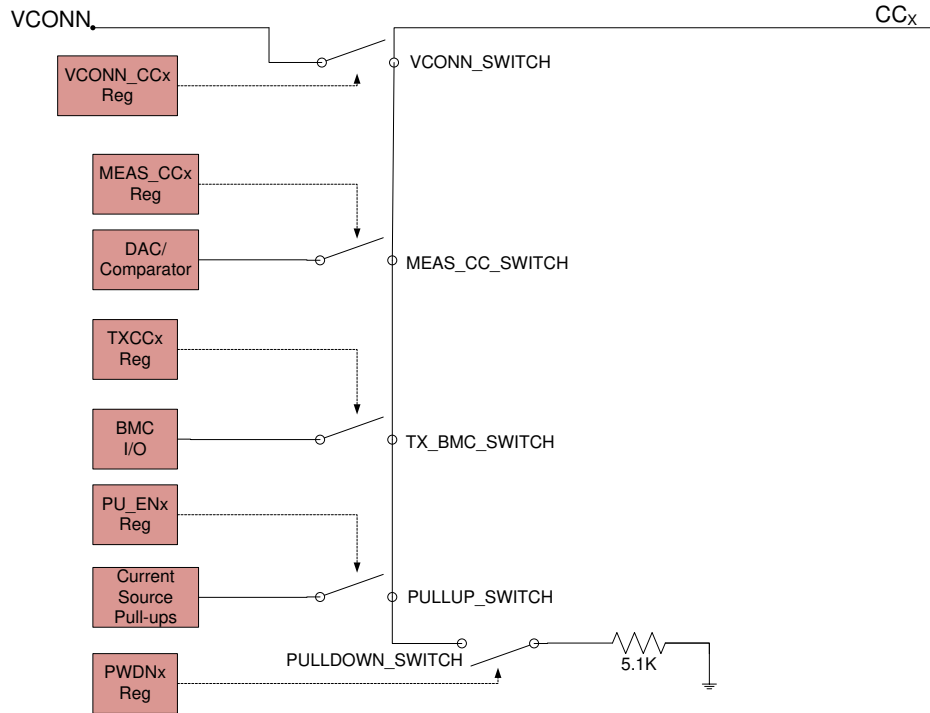 VCONN
CCX
VCONN_SWITCH
VCONN_CCx
Reg
MEAS_CCx
Reg
DAC/
Comparator
MEAS_CC_SWITCH
TXCCx
Reg
BMC
I/O
TX_BMC_SWITCH
PU_ENx
Reg
Current
Source
Pull-ups
PULLUP_SWITCH
PULLDOWN_SWITCH
5.1K
PWDNx
Reg